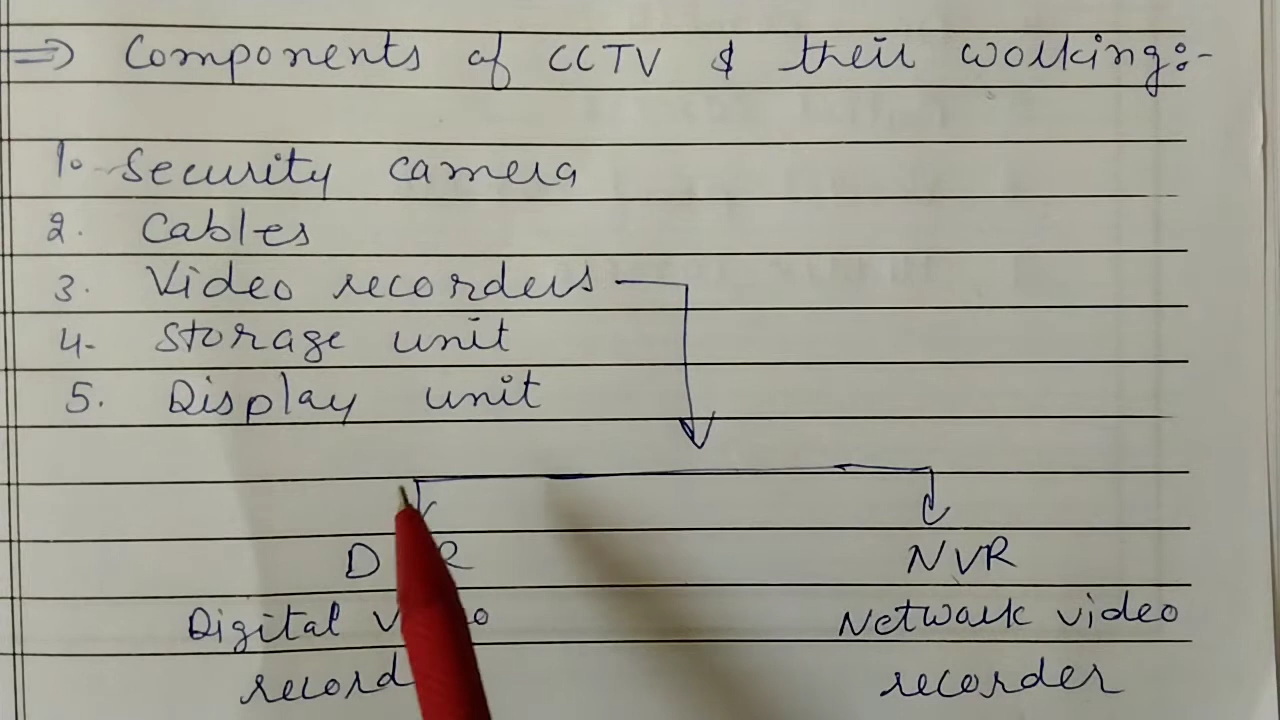 ⇒ Components of CCTV & their working:-
1. Security camera
2. Cables
3. Video recorders
4. Storage unit
5. Display unit
NVR
Digital
Network video
recorder